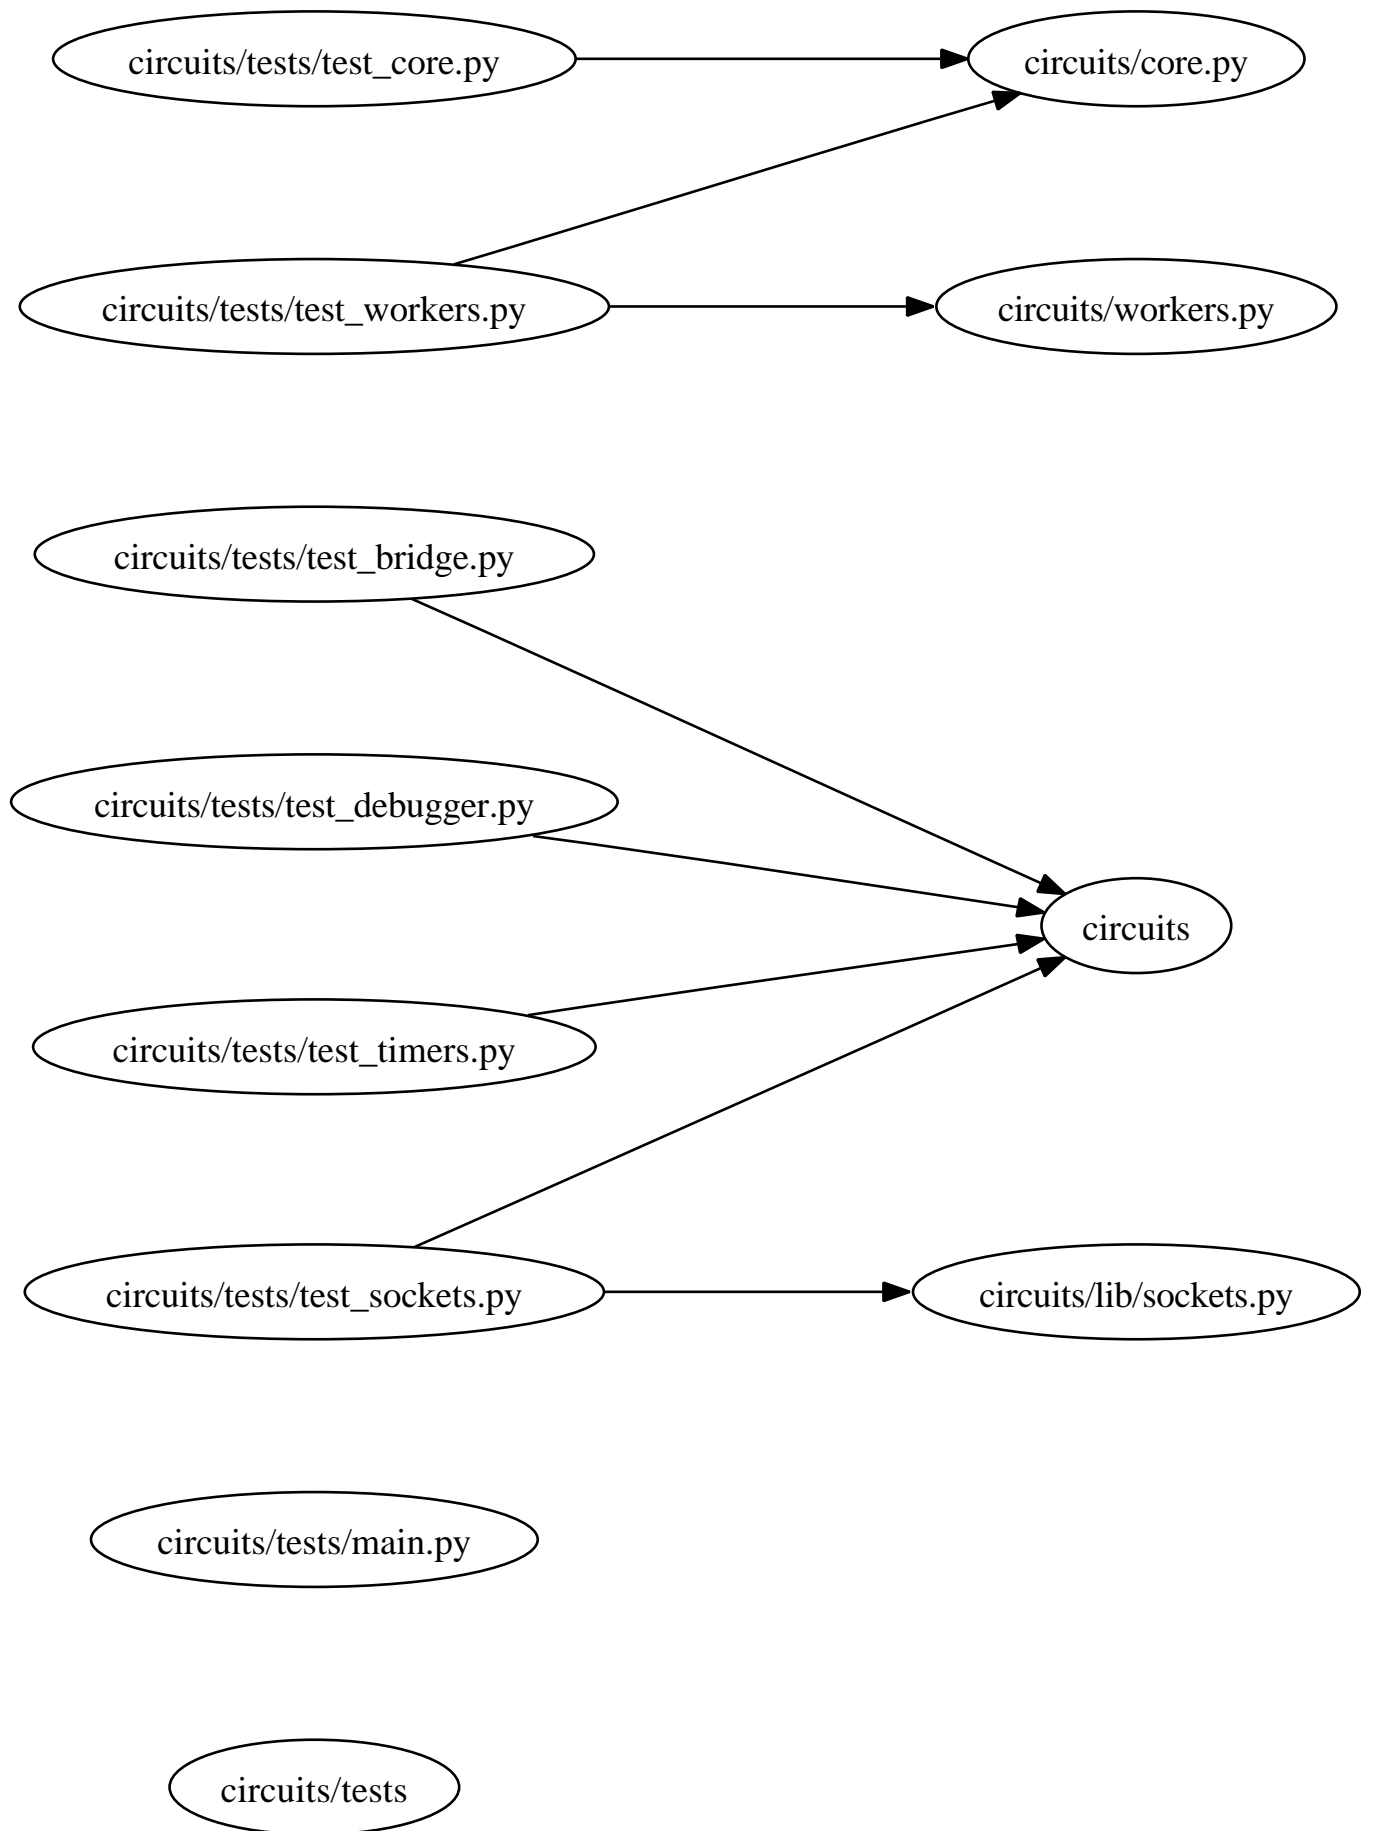 circuits/tests/test_core.py
circuits/core.py
circuits/tests/test_workers.py
circuits/workers.py
circuits/tests/test_bridge.py
circuits/tests/test_debugger.py
circuits
circuits/tests/test_timers.py
circuits/tests/test_sockets.py
circuits/lib/sockets.py
circuits/tests/main.py
circuits/tests